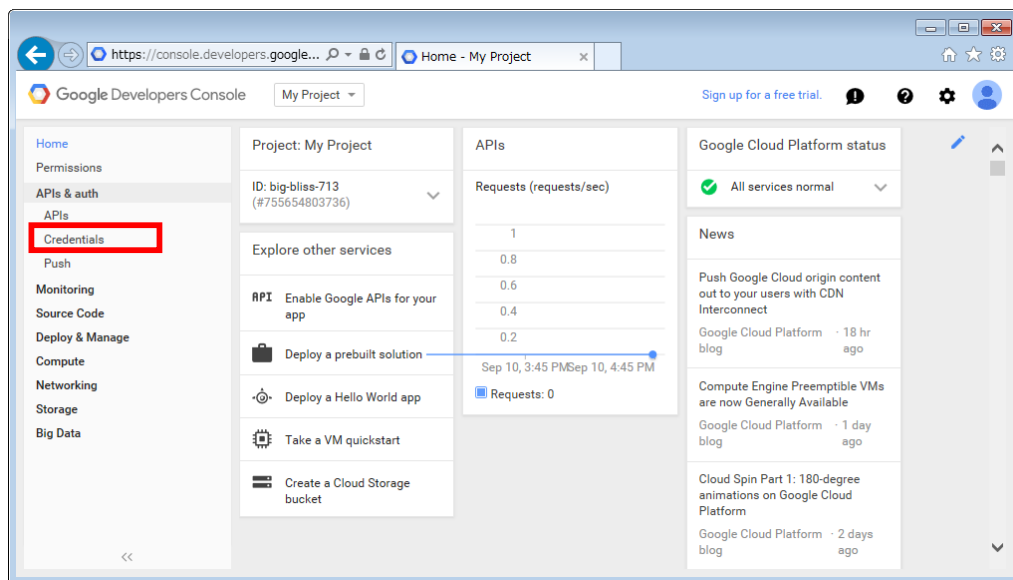 https://console.developers.google...
Home - My Project
Google Developers Console
My Project
Sign up for a free trial.
Home
Permissions
APIs & auth
APIs
Credentials
Push
Monitoring
Source Code
Deploy & Manage
Compute
Networking
Storage
Big Data
<<
Project: My Project
ID: big-bliss-713
(#755654803736)
Explore other services
API Enable Google APIs for your
app
Deploy a prebuilt solution
Deploy a Hello World app
Take a VM quickstart
Create a Cloud Storage
bucket
APIs
Requests (requests/sec)
1
0.8
0.6
0.4
0.2
Sep 10, 3:45 PM Sep 10, 4:45 PM
Requests: 0
Google Cloud Platform status
All services normal
News
Push Google Cloud origin content
out to your users with CDN
Interconnect
Google Cloud Platform · 18 hr
blog ago
Compute Engine Preemptible VMs
are now Generally Available
Google Cloud Platform · 1 day
blog ago
Cloud Spin Part 1: 180-degree
animations on Google Cloud
Platform
Google Cloud Platform · 2 days
blog ago